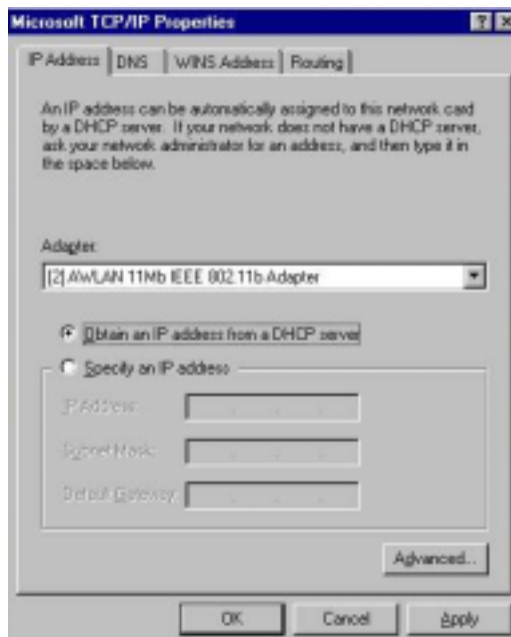 Microsoft TCP/IP Properties
IP Address DNS WINS Address Routing
An IP address can be automatically assigned to this network card
by a DHCP server. If your network does not have a DHCP server,
ask your network administrator for an address, and then type it in
the space below.
Adapter:
[2] AWLAN 11Mb IEEE 802.11b Adapter
Obtain an IP address from a DHCP server
Specify an IP address
IP Address:
Subnet Mask:
Default Gateway:
Advanced...
OK Cancel Apply